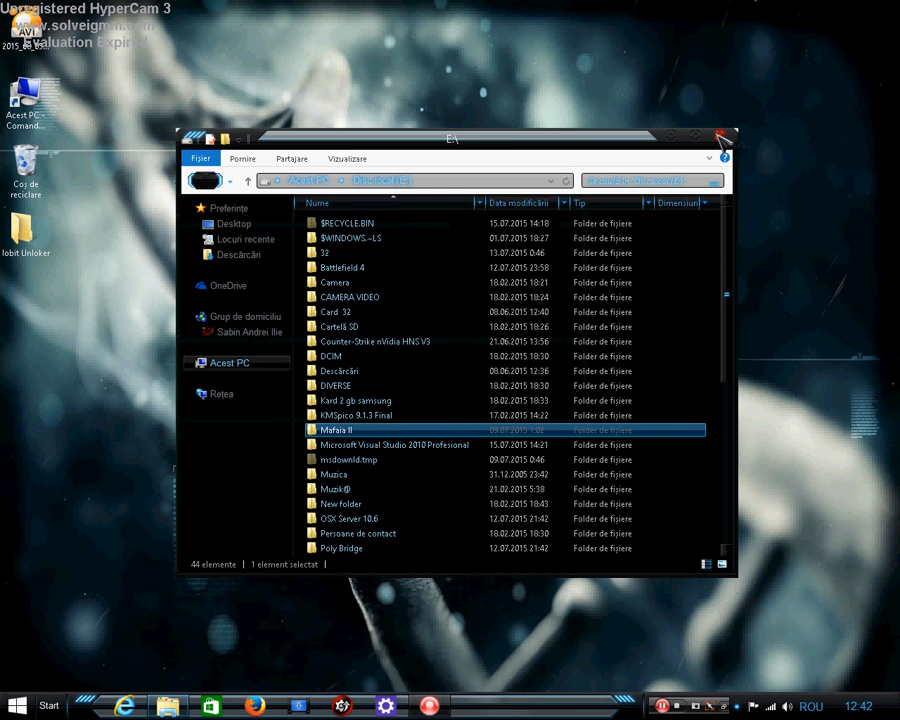 Unregistered HyperCam 3
www.solveigmm.com
Evaluation Expired
AVI
Acest PC -
Comand...
Coș de
reciclare
Iobit Unloker
E:\
Fișier
Pornire
Partajare
Vizualizare
Acest PC
Disc local (E:)
Nume
Data modificării
Tip
Dimensiun
Preferințe
Desktop
Locuri recente
Descărcări
OneDrive
Grup de domiciliu
Sabin Andrei Ilie
Acest PC
Rețea
$RECYCLE.BIN 15.07.2015 14:18 Folder de fișiere
$WINDOWS.~LS 01.07.2015 18:27 Folder de fișiere
32 13.07.2015 0:46 Folder de fișiere
Battlefield 4 12.07.2015 23:58 Folder de fișiere
Camera 18.02.2015 18:21 Folder de fișiere
CAMERA VIDEO 18.02.2015 18:24 Folder de fișiere
Card 32 08.06.2015 12:40 Folder de fișiere
Cartelă SD 18.02.2015 18:26 Folder de fișiere
Counter-Strike nVidia HNS V3 21.06.2015 13:56 Folder de fișiere
DCIM 18.02.2015 18:30 Folder de fișiere
Descărcări 08.06.2015 12:36 Folder de fișiere
DIVERSE 18.02.2015 18:30 Folder de fișiere
Kard 2 gb samsung 18.02.2015 18:33 Folder de fișiere
KMSpico 9.1.3 Final 17.02.2015 14:22 Folder de fișiere
Mafaia II 09.07.2015 1:02 Folder de fișiere
Microsoft Visual Studio 2010 Profesional 15.07.2015 14:21 Folder de fișiere
msdownld.tmp 09.07.2015 0:46 Folder de fișiere
Muzica 31.12.2005 23:42 Folder de fișiere
Muzik@ 21.02.2015 5:38 Folder de fișiere
New folder 18.02.2015 18:43 Folder de fișiere
OSX Server 10.6 12.07.2015 21:42 Folder de fișiere
Persoane de contact 18.02.2015 18:30 Folder de fișiere
Poly Bridge 12.07.2015 21:42 Folder de fișiere
44 elemente
1 element selectat
Start
ROU
12:42